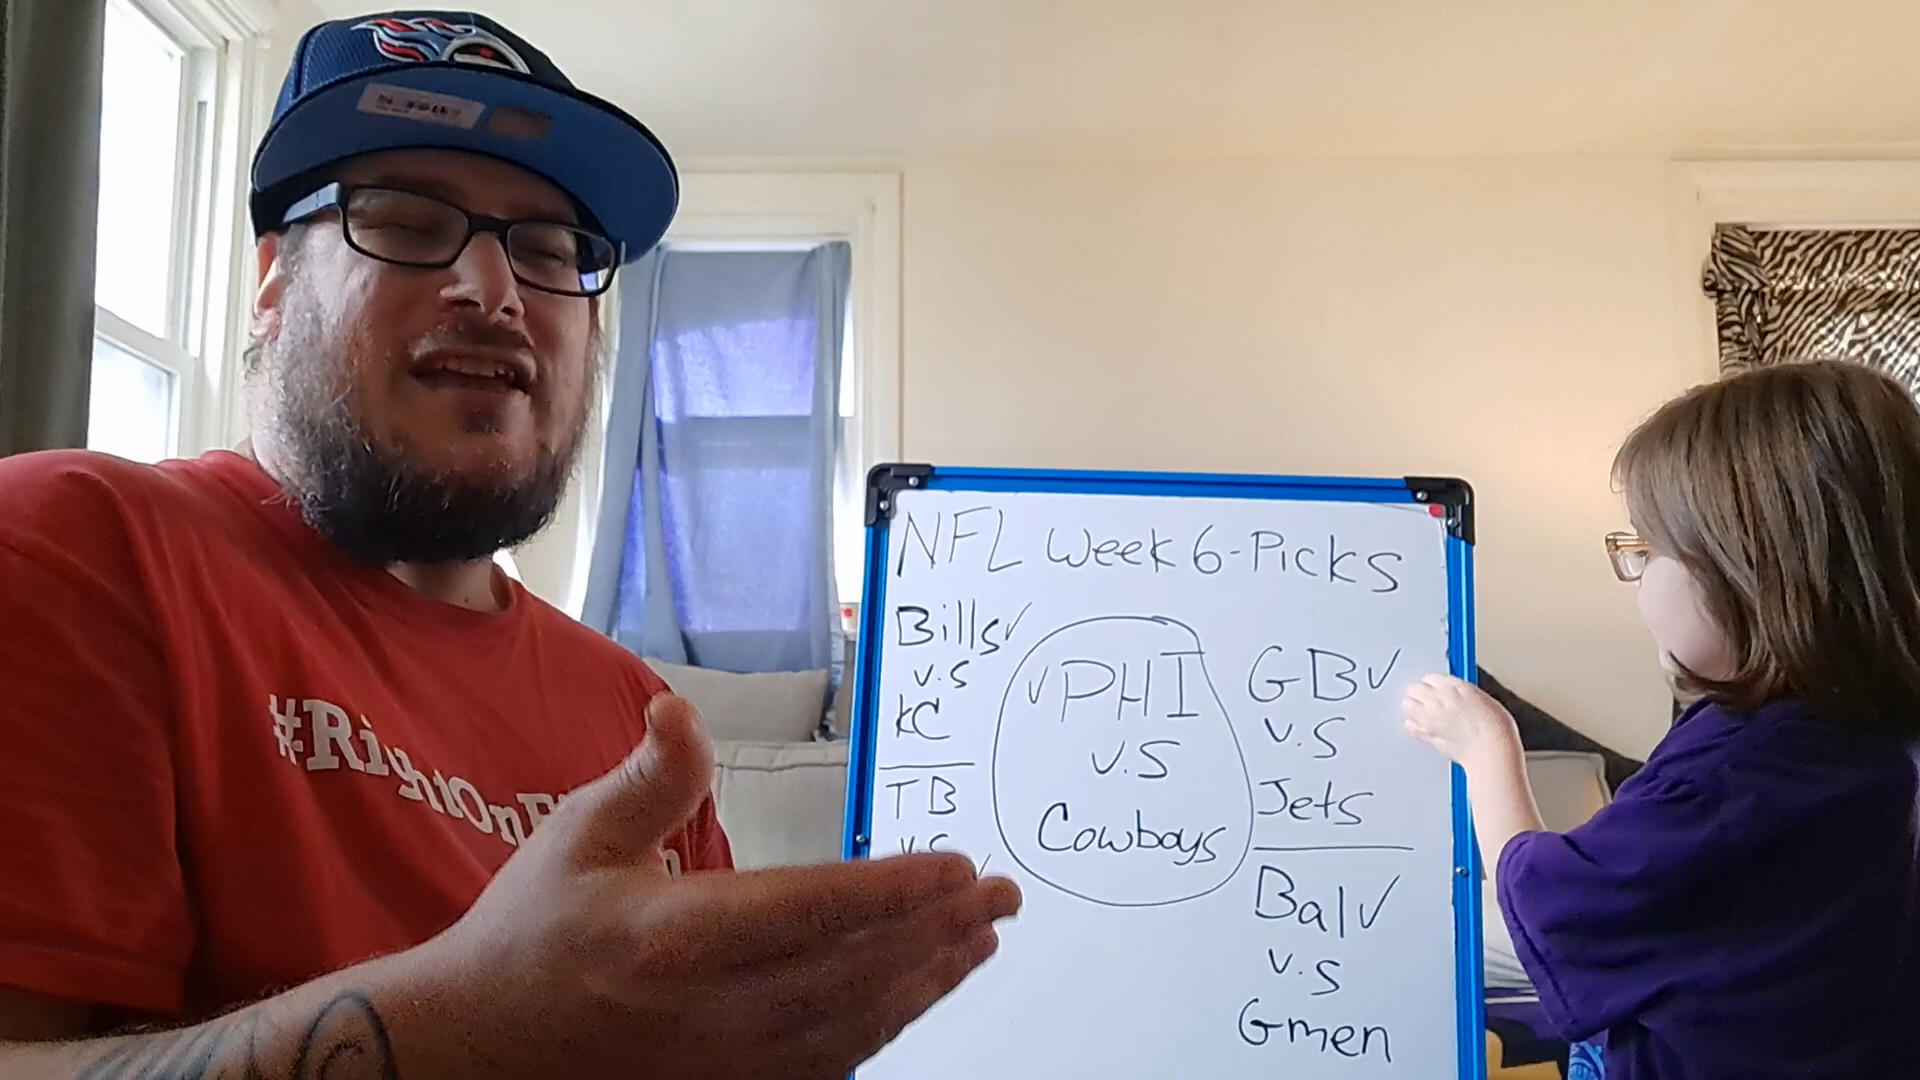 NFL Week 6-Picks
Bills✓
v.s
KC
TB
v.s
✓PHI
v.s
Cowboys
GB✓
v.s
Jets
Bal✓
v.s
Gmen